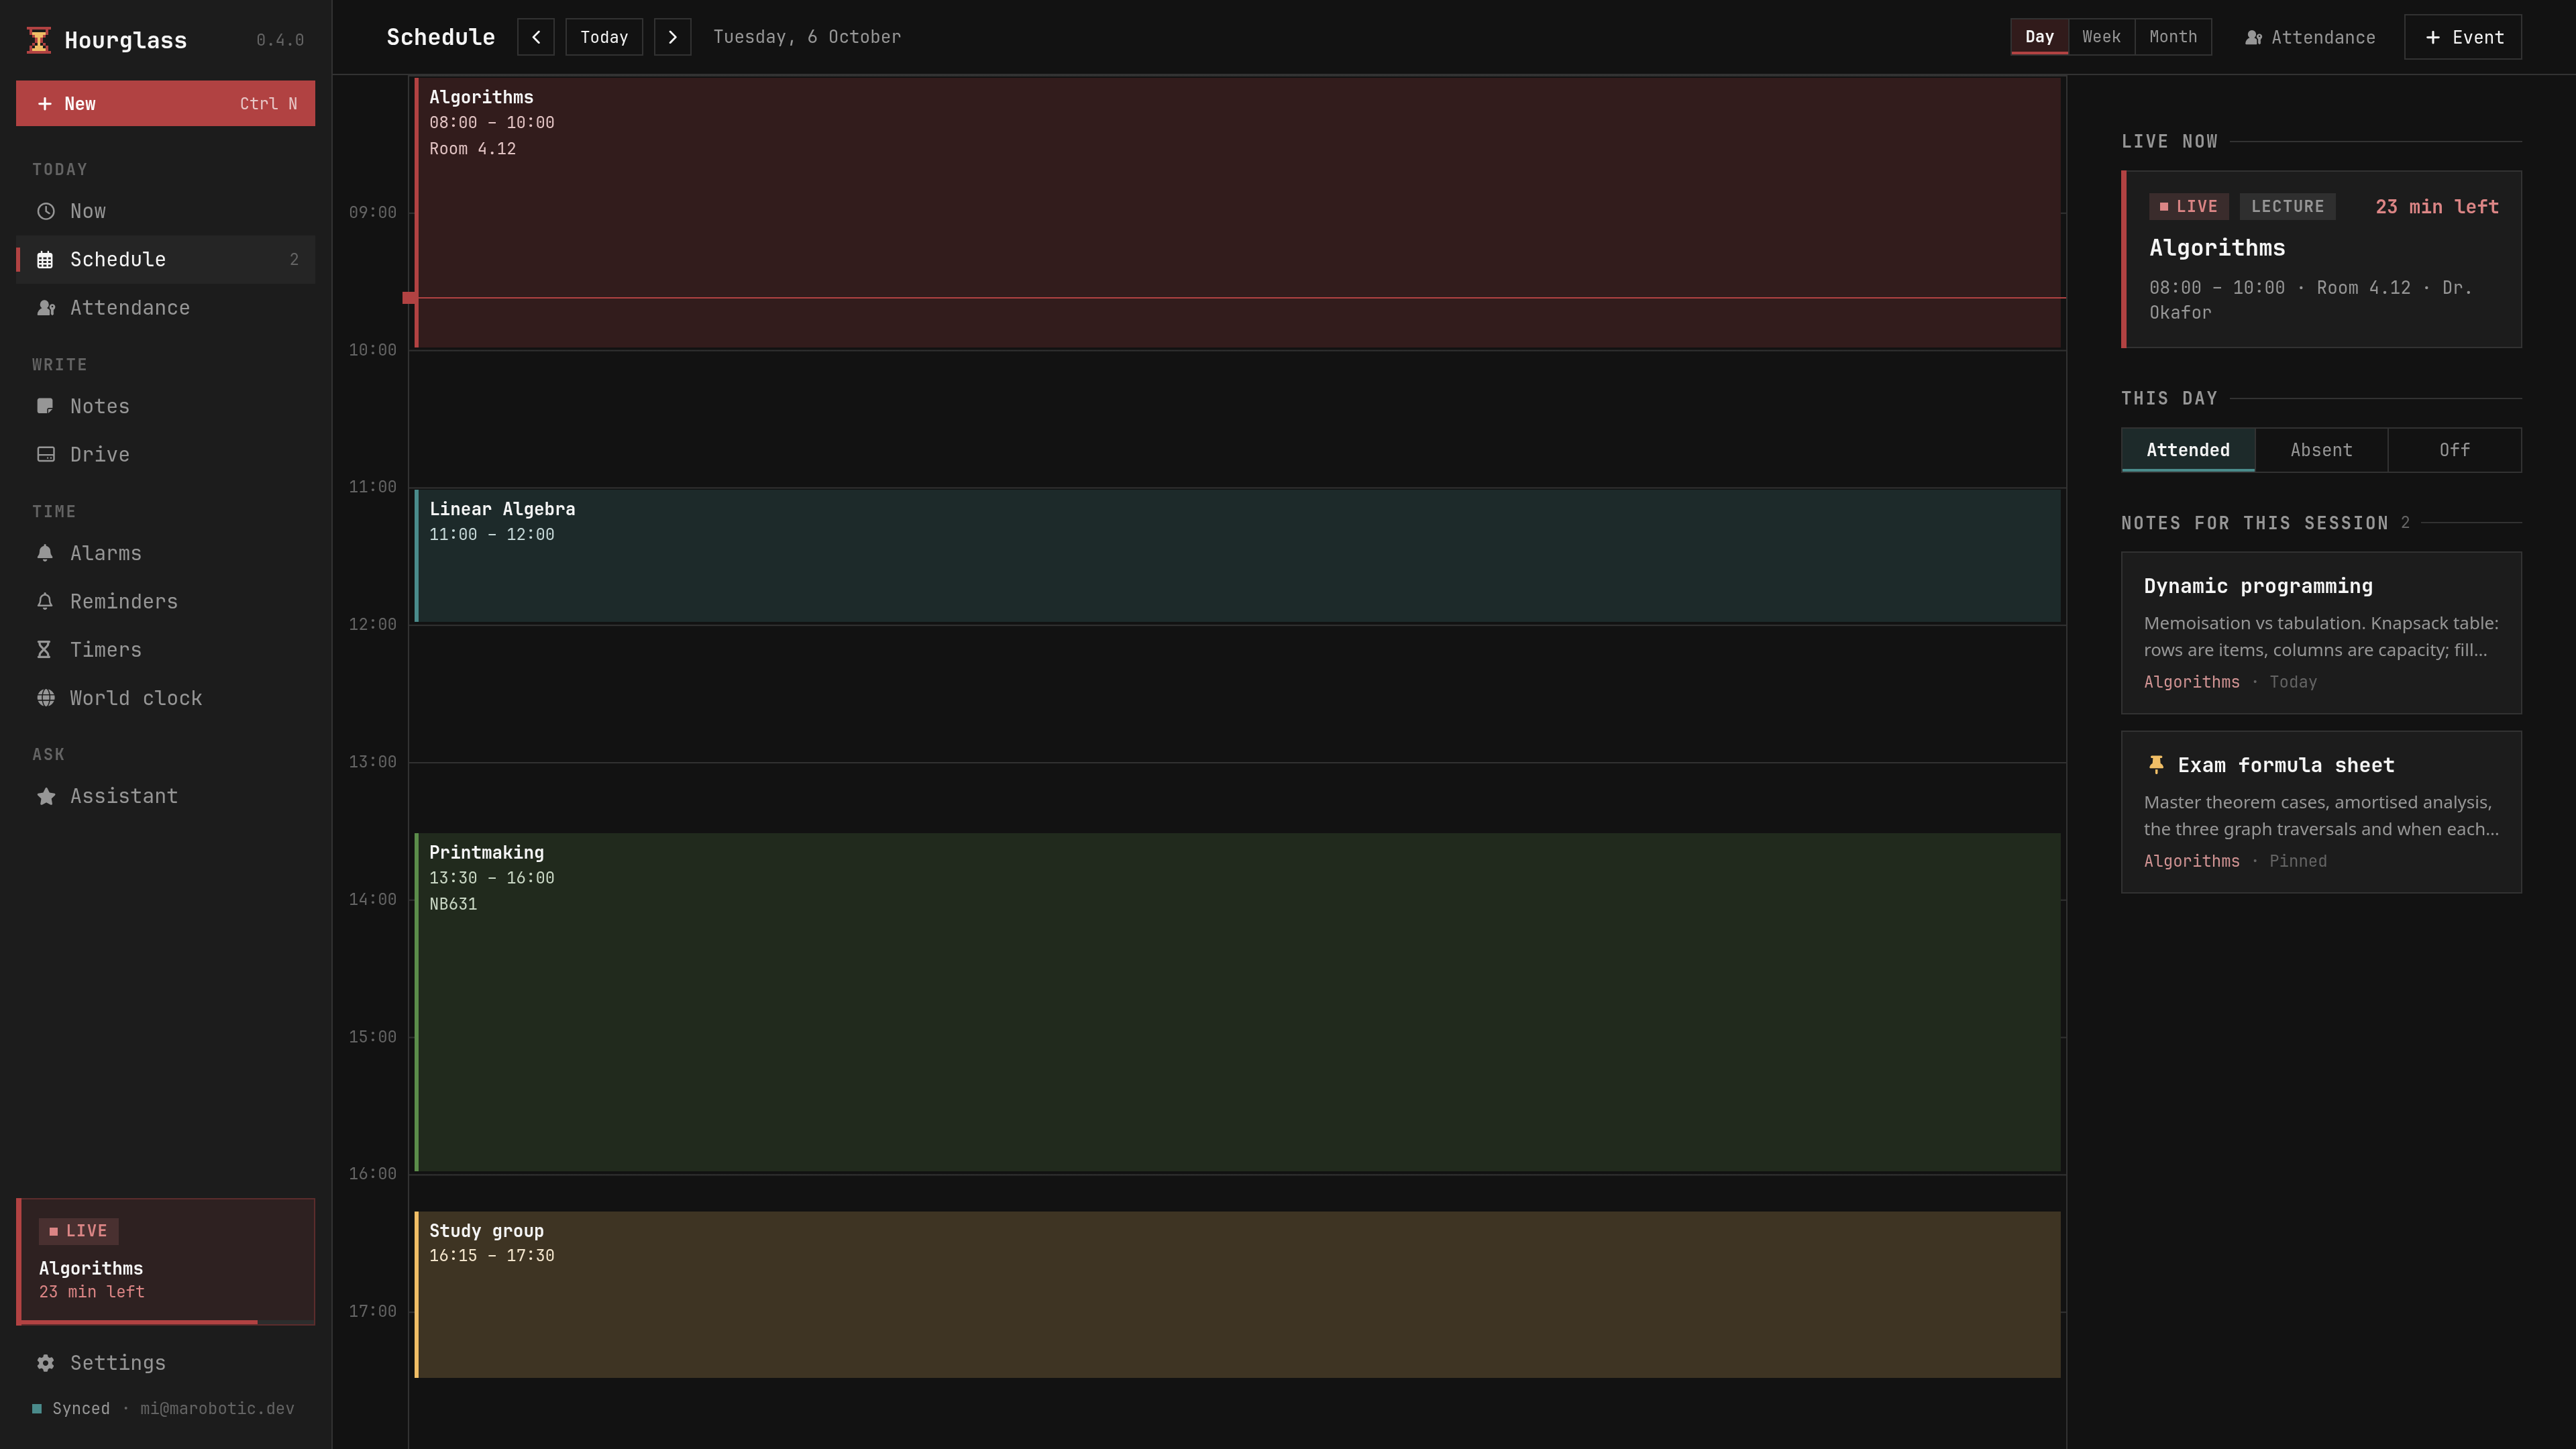 Hourglass 0.4.0
New Ctrl N
TODAY
Now
Schedule 2
Attendance
WRITE
Notes
Drive
TIME
Alarms
Reminders
Timers
World clock
ASK
Assistant
LIVE
Algorithms
23 min left
Settings
Synced · mi@marobotic.dev
Schedule Today Tuesday, 6 October Day Week Month Attendance Event
Algorithms
08:00 – 10:00
Room 4.12
09:00
10:00
11:00
Linear Algebra
11:00 – 12:00
12:00
13:00
Printmaking
13:30 – 16:00
NB631
14:00
15:00
16:00
Study group
16:15 – 17:30
17:00
LIVE NOW
LIVE LECTURE 23 min left
Algorithms
08:00 – 10:00 · Room 4.12 · Dr.
Okafor
THIS DAY
Attended Absent Off
NOTES FOR THIS SESSION 2
Dynamic programming
Memoisation vs tabulation. Knapsack table:
rows are items, columns are capacity; fill...
Algorithms · Today
Exam formula sheet
Master theorem cases, amortised analysis,
the three graph traversals and when each...
Algorithms · Pinned